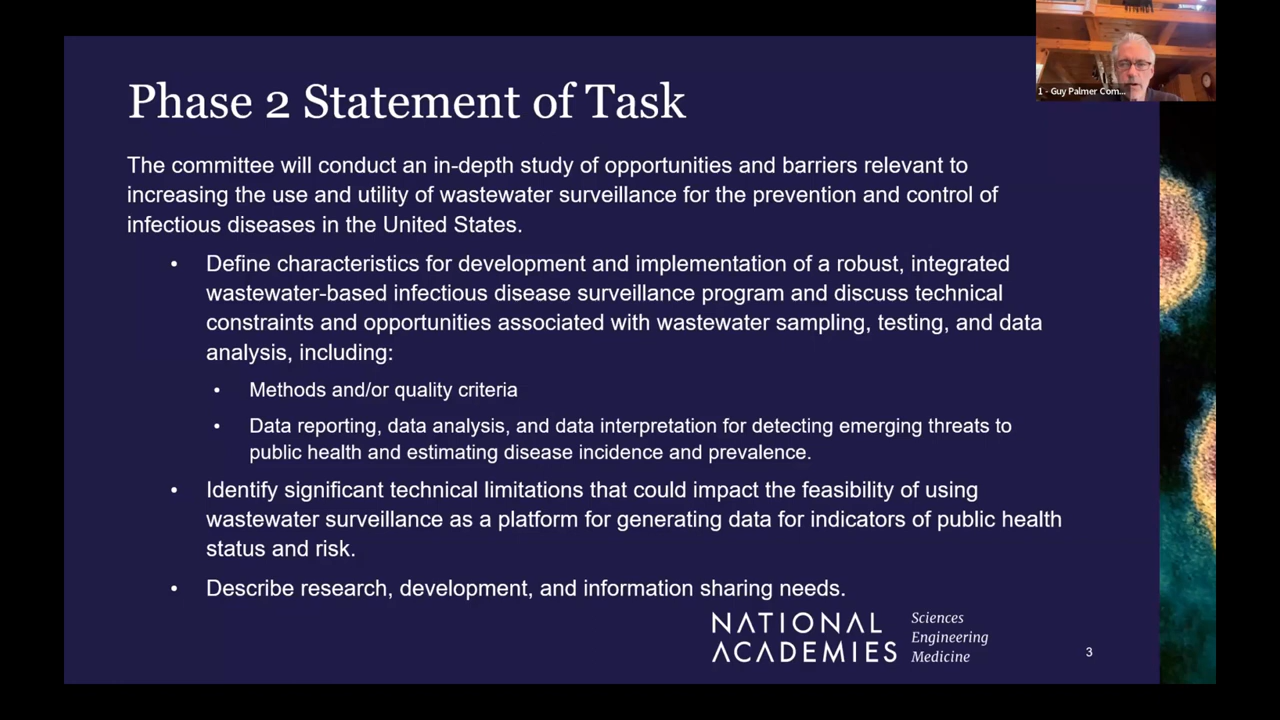 1 - Guy Palmer Com...
Phase 2 Statement of Task
The committee will conduct an in-depth study of opportunities and barriers relevant to
increasing the use and utility of wastewater surveillance for the prevention and control of
infectious diseases in the United States.
• Define characteristics for development and implementation of a robust, integrated
wastewater-based infectious disease surveillance program and discuss technical
constraints and opportunities associated with wastewater sampling, testing, and data
analysis, including:
• Methods and/or quality criteria
• Data reporting, data analysis, and data interpretation for detecting emerging threats to
public health and estimating disease incidence and prevalence.
• Identify significant technical limitations that could impact the feasibility of using
wastewater surveillance as a platform for generating data for indicators of public health
status and risk.
• Describe research, development, and information sharing needs.
NATIONAL
ACADEMIES
Sciences
Engineering
Medicine
3